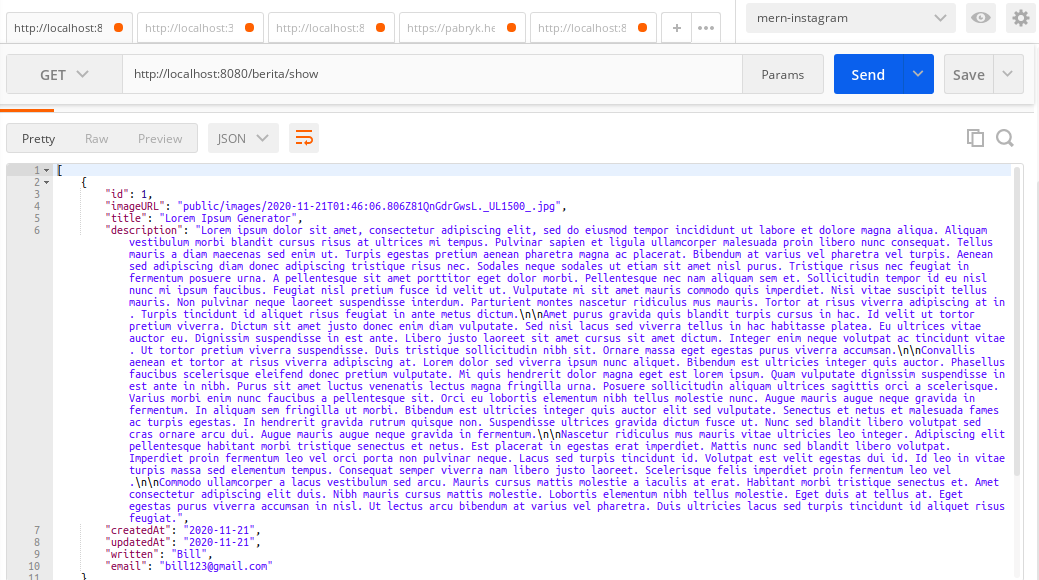 http://localhost:8
http://localhost:3
http://localhost:8
https://pabryk.he
http://localhost:8
+
•••
mern-instagram
GET
http://localhost:8080/berita/show
Params
Send
Save
Pretty
Raw
Preview
JSON
1 [
2 {
3 "id": 1,
4 "imageURL": "public/images/2020-11-21T01:46:06.806Z81QnGdrGwsL._UL1500_.jpg",
5 "title": "Lorem Ipsum Generator",
6 "description": "Lorem ipsum dolor sit amet, consectetur adipiscing elit, sed do eiusmod tempor incididunt ut labore et dolore magna aliqua. Aliquam
vestibulum morbi blandit cursus risus at ultrices mi tempus. Pulvinar sapien et ligula ullamcorper malesuada proin libero nunc consequat. Tellus
mauris a diam maecenas sed enim ut. Turpis egestas pretium aenean pharetra magna ac placerat. Bibendum at varius vel pharetra vel turpis. Aenean
sed adipiscing diam donec adipiscing tristique risus nec. Sodales neque sodales ut etiam sit amet nisl purus. Tristique risus nec feugiat in
fermentum posuere urna. A pellentesque sit amet porttitor eget dolor morbi. Pellentesque nec nam aliquam sem et. Sollicitudin tempor id eu nisl
nunc mi ipsum faucibus. Feugiat nisl pretium fusce id velit ut. Vulputate mi sit amet mauris commodo quis imperdiet. Nisi vitae suscipit tellus
mauris. Non pulvinar neque laoreet suspendisse interdum. Parturient montes nascetur ridiculus mus mauris. Tortor at risus viverra adipiscing at in
. Turpis tincidunt id aliquet risus feugiat in ante metus dictum.\n\nAmet purus gravida quis blandit turpis cursus in hac. Id velit ut tortor
pretium viverra. Dictum sit amet justo donec enim diam vulputate. Sed nisi lacus sed viverra tellus in hac habitasse platea. Eu ultrices vitae
auctor eu. Dignissim suspendisse in est ante. Libero justo laoreet sit amet cursus sit amet dictum. Integer enim neque volutpat ac tincidunt vitae
. Ut tortor pretium viverra suspendisse. Duis tristique sollicitudin nibh sit. Ornare massa eget egestas purus viverra accumsan.\n\nConvallis
aenean et tortor at risus viverra adipiscing at. Lorem dolor sed viverra ipsum nunc aliquet. Bibendum est ultricies integer quis auctor. Phasellus
faucibus scelerisque eleifend donec pretium vulputate. Mi quis hendrerit dolor magna eget est lorem ipsum. Quam vulputate dignissim suspendisse in
est ante in nibh. Purus sit amet luctus venenatis lectus magna fringilla urna. Posuere sollicitudin aliquam ultrices sagittis orci a scelerisque.
Varius morbi enim nunc faucibus a pellentesque sit. Orci eu lobortis elementum nibh tellus molestie nunc. Augue mauris augue neque gravida in
fermentum. In aliquam sem fringilla ut morbi. Bibendum est ultricies integer quis auctor elit sed vulputate. Senectus et netus et malesuada fames
ac turpis egestas. In hendrerit gravida rutrum quisque non. Suspendisse ultrices gravida dictum fusce ut. Nunc sed blandit libero volutpat sed
cras ornare arcu dui. Augue mauris augue neque gravida in fermentum.\n\nNascetur ridiculus mus mauris vitae ultricies leo integer. Adipiscing elit
pellentesque habitant morbi tristique senectus et netus. Est placerat in egestas erat imperdiet. Mattis nunc sed blandit libero volutpat.
Imperdiet proin fermentum leo vel orci porta non pulvinar neque. Lacus sed turpis tincidunt id. Volutpat est velit egestas dui id. Id leo in vitae
turpis massa sed elementum tempus. Consequat semper viverra nam libero justo laoreet. Scelerisque felis imperdiet proin fermentum leo vel
.\n\nCommodo ullamcorper a lacus vestibulum sed arcu. Mauris cursus mattis molestie a iaculis at erat. Habitant morbi tristique senectus et. Amet
consectetur adipiscing elit duis. Nibh mauris cursus mattis molestie. Lobortis elementum nibh tellus molestie. Eget duis at tellus at. Eget
egestas purus viverra accumsan in nisl. Ut lectus arcu bibendum at varius vel pharetra. Duis ultricies lacus sed turpis tincidunt id aliquet risus
feugiat.",
7 "createdAt": "2020-11-21",
8 "updatedAt": "2020-11-21",
9 "written": "Bill",
10 "email": "bill123@gmail.com"
11 }